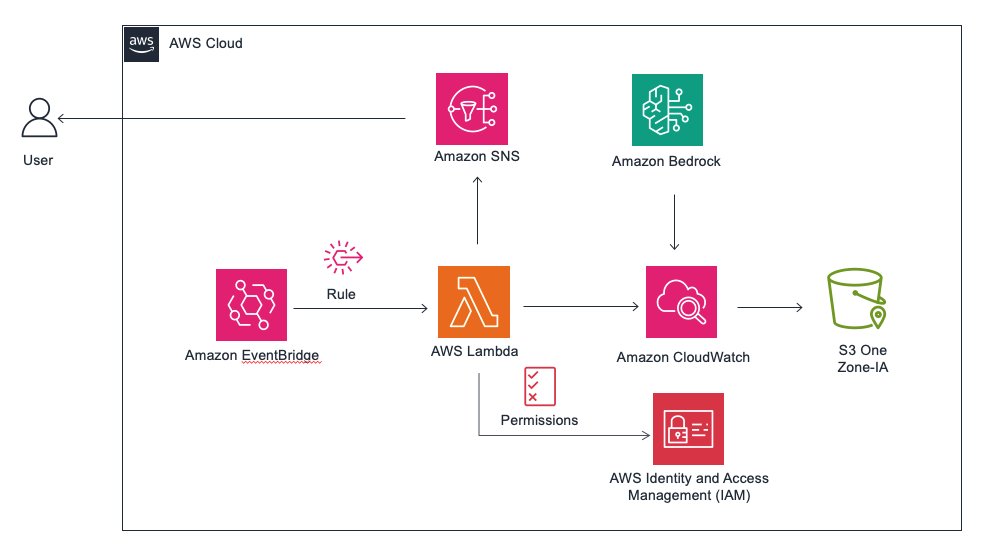 aws
AWS Cloud
User
Amazon SNS
Amazon Bedrock
Rule
Amazon EventBridge
AWS Lambda
Amazon CloudWatch
S3 One
Zone-IA
Permissions
AWS Identity and Access
Management (IAM)